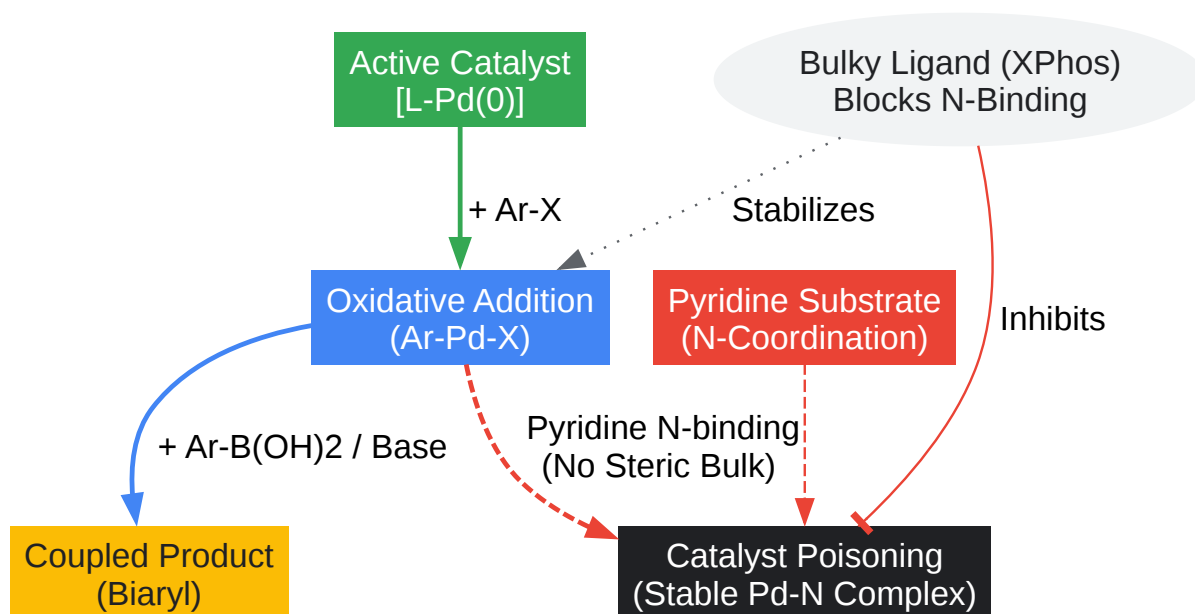 Active Catalyst
[L-Pd(0)]
Bulky Ligand (XPhos)
Blocks N-Binding
+ Ar-X
Stabilizes
Oxidative Addition
(Ar-Pd-X)
Pyridine Substrate
(N-Coordination)
Inhibits
+ Ar-B(OH)2 / Base
Pyridine N-binding
(No Steric Bulk)
Coupled Product
(Biaryl)
Catalyst Poisoning
(Stable Pd-N Complex)